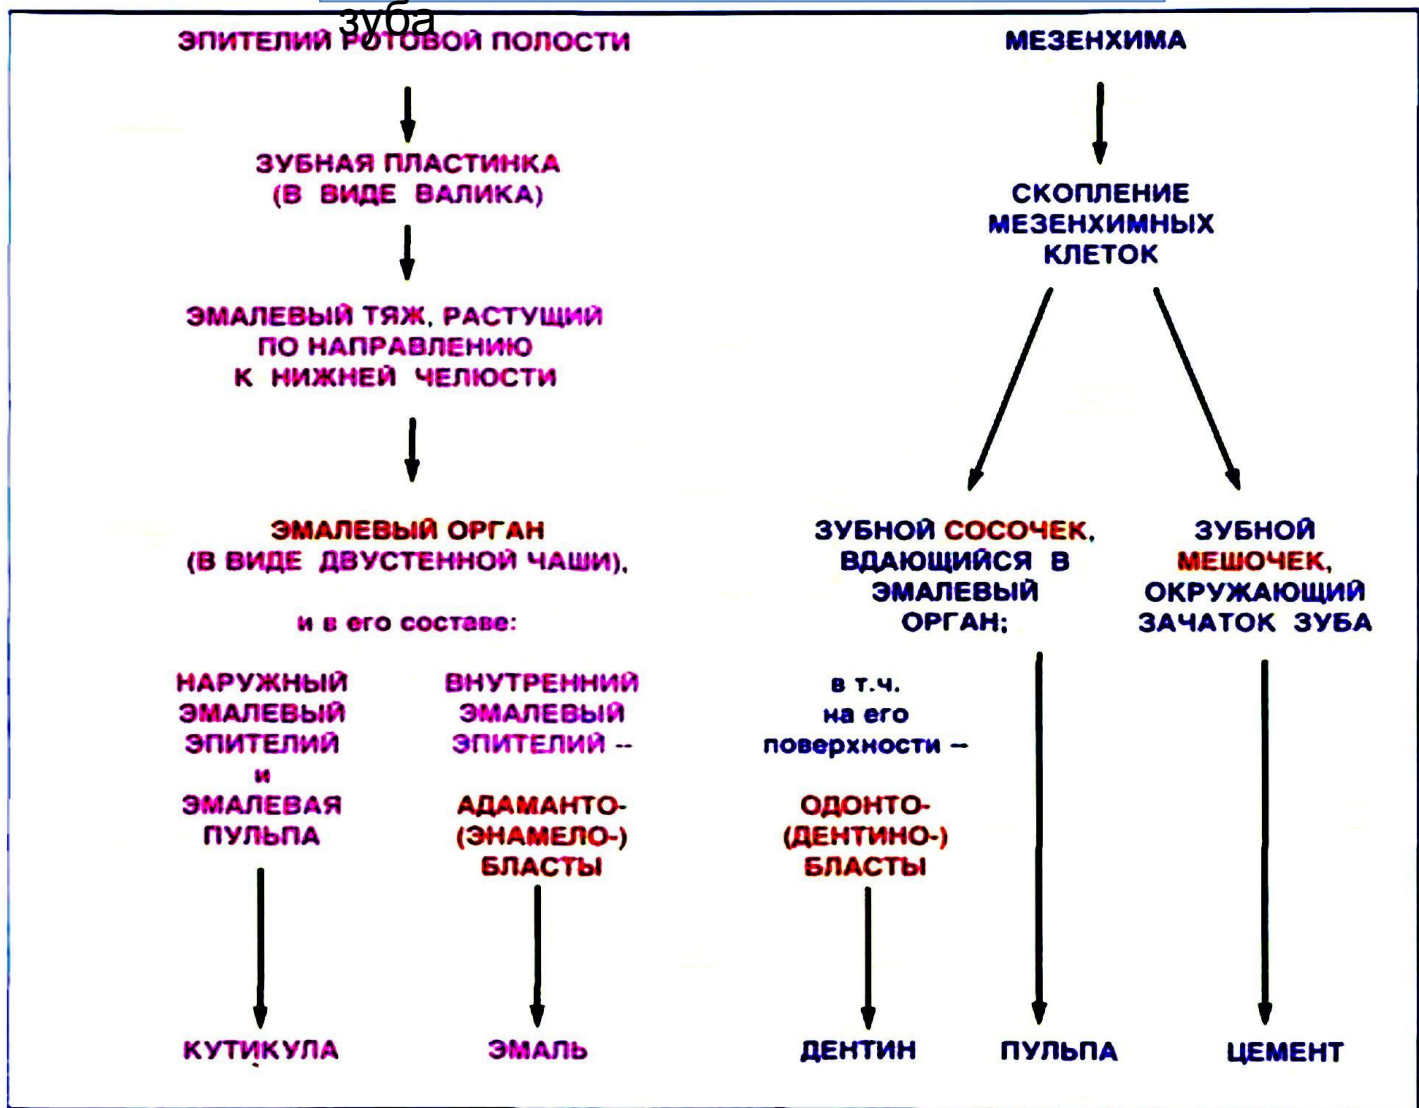 зуба
ЭПИТЕЛИЙ РОТОВОЙ ПОЛОСТИ
ЗУБНАЯ ПЛАСТИНКА
(В ВИДЕ ВАЛИКА)
ЭМАЛЕВЫЙ ТЯЖ, РАСТУЩИЙ
ПО НАПРАВЛЕНИЮ
К НИЖНЕЙ ЧЕЛЮСТИ
ЭМАЛЕВЫЙ ОРГАН
(В ВИДЕ ДВУСТЕННОЙ ЧАШИ),
и в его составе:
НАРУЖНЫЙ
ЭМАЛЕВЫЙ
ЭПИТЕЛИЙ
и
ЭМАЛЕВАЯ
ПУЛЬПА
КУТИКУЛА
ВНУТРЕННИЙ
ЭМАЛЕВЫЙ
ЭПИТЕЛИЙ --
АДАМАНТО-
(ЭНАМЕЛО-)
БЛАСТЫ
ЭМАЛЬ
МЕЗЕНХИМА
СКОПЛЕНИЕ
МЕЗЕНХИМНЫХ
КЛЕТОК
ЗУБНОЙ СОСОЧЕК,
ВДАЮЩИЙСЯ В
ЭМАЛЕВЫЙ
ОРГАН;
в т.ч.
на его
поверхности –
ОДОНТО-
(ДЕНТИНО-)
БЛАСТЫ
ДЕНТИН
ПУЛЬПА
ЗУБНОЙ
МЕШОЧЕК,
ОКРУЖАЮЩИЙ
ЗАЧАТОК ЗУБА
ЦЕМЕНТ